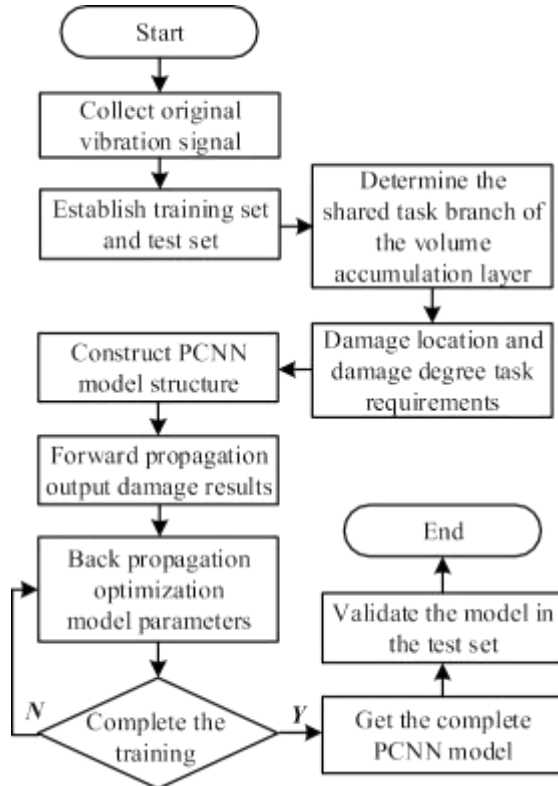 Start
Collect original
vibration signal
Establish training set
and test set
Determine the
shared task branch of
the volume
accumulation layer
Damage location and
damage degree task
requirements
Construct PCNN
model structure
Forward propagation
output damage results
Back propagation
optimization
model parameters
Complete the
training
N
Y
Get the complete
PCNN model
Validate the model in
the test set
End